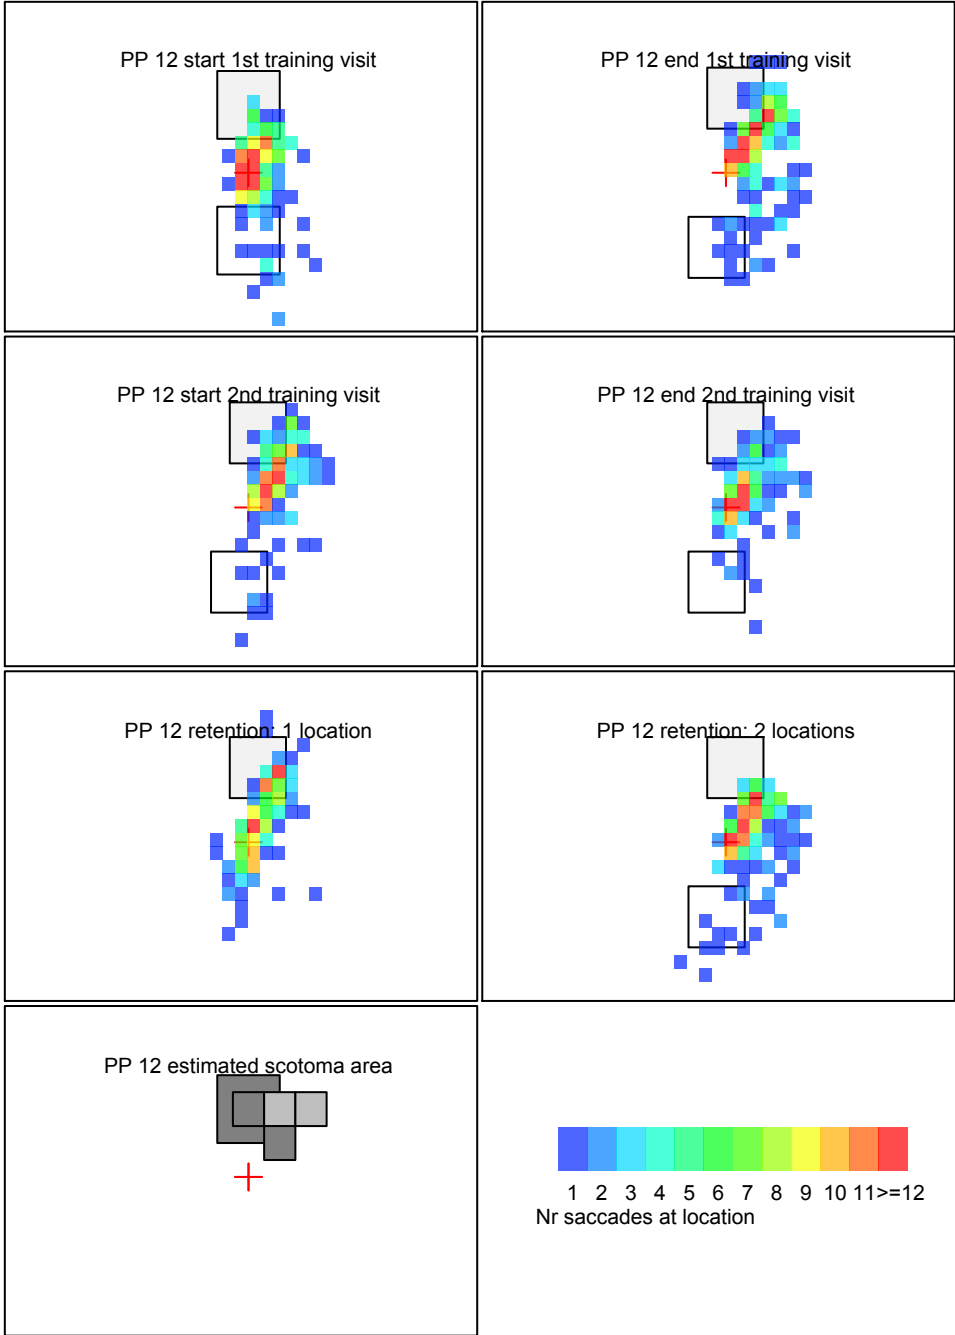 PP 12 start 1st training visit
PP 12 end 1st training visit
PP 12 start 2nd training visit
PP 12 end 2nd training visit
PP 12 retention: 1 location
PP 12 retention: 2 locations
PP 12 estimated scotoma area
1 2 3 4 5 6 7 8 9 10 11 >=12
Nr saccades at location